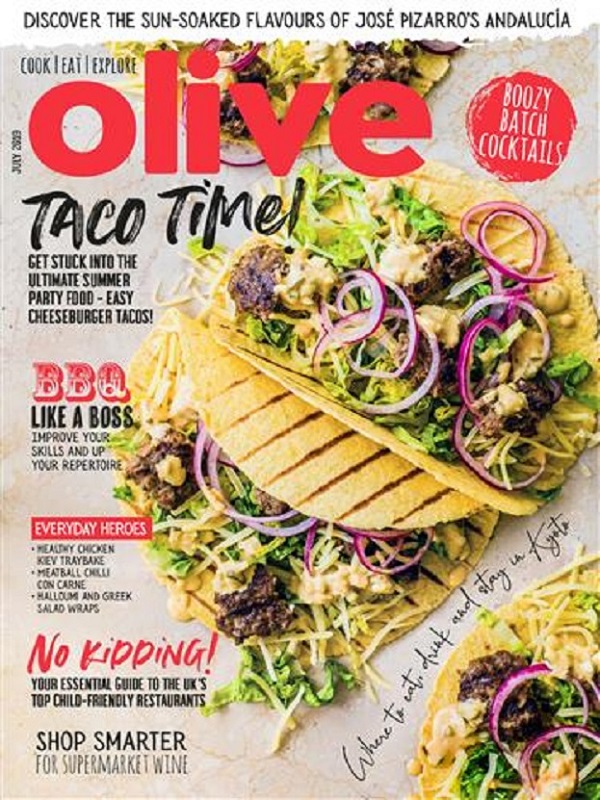 DISCOVER THE SUN-SOAKED FLAVOURS OF JOSÉ PIZARRO'S ANDALUCÍA
COOK | EAT | EXPLORE
olive
JULY 2019
BOOZY
BATCH
COCKTAILS
TACO TIME!
GET STUCK INTO THE
ULTIMATE SUMMER
PARTY FOOD - EASY
CHEESEBURGER TACOS!
BBQ
LIKE A BOSS
IMPROVE YOUR
SKILLS AND UP
YOUR REPERTOIRE
EVERYDAY HEROES
• HEALTHY CHICKEN
KIEV TRAYBAKE
• MEATBALL CHILLI
CON CARNE
• HALLOUMI AND GREEK
SALAD WRAPS
Where to eat, drink and stay in Kyoto
NO KIDDING!
YOUR ESSENTIAL GUIDE TO THE UK'S
TOP CHILD-FRIENDLY RESTAURANTS
SHOP SMARTER
FOR SUPERMARKET WINE